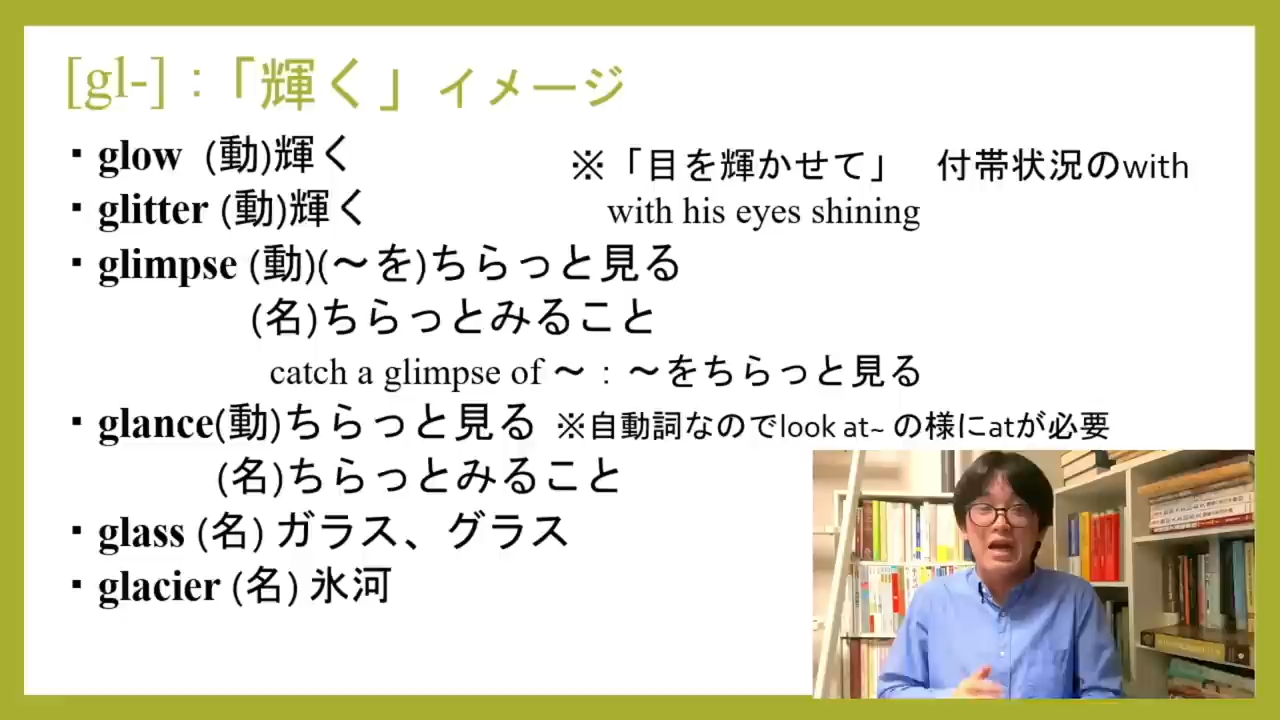 [gl-]：「輝く」イメージ
・glow (動)輝く
※「目を輝かせて」　付帯状況のwith
・glitter (動)輝く
with his eyes shining
・glimpse (動)(～を)ちらっと見る
(名)ちらっとみること
catch a glimpse of ～：～をちらっと見る
・glance(動)ちらっと見る ※自動詞なのでlook at~ の様にatが必要
(名)ちらっとみること
・glass (名) ガラス、グラス
・glacier (名) 氷河